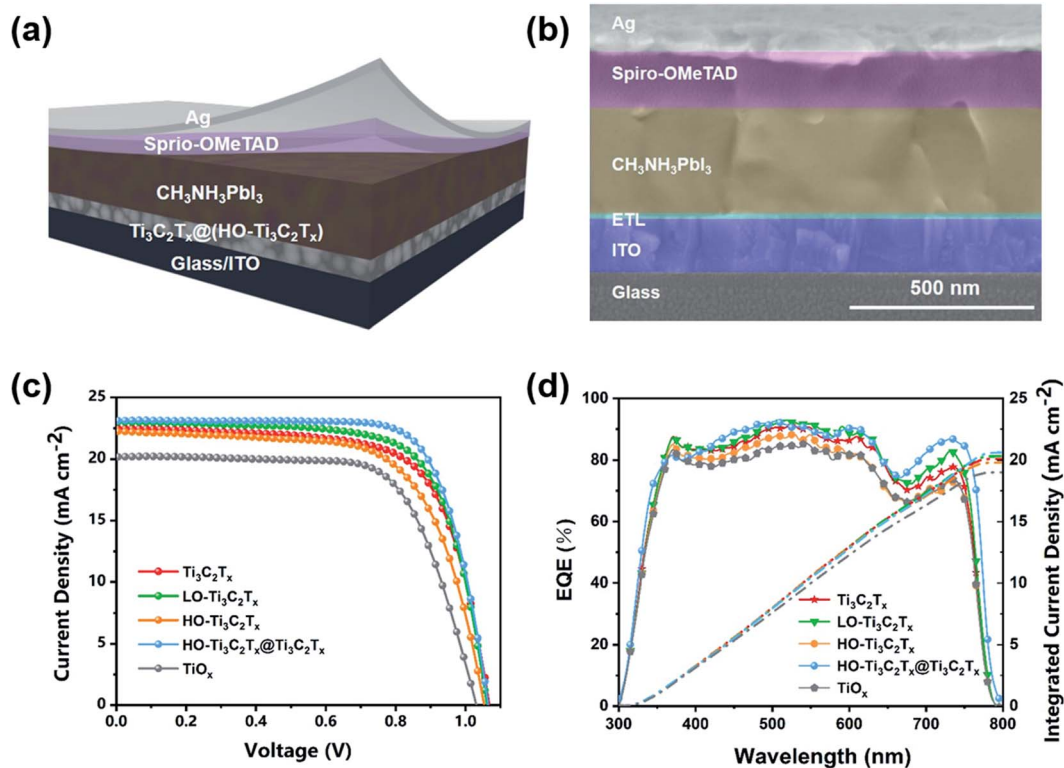 (a)
Ag
Sprio-OMeTAD
CH₃NH₃PbI₃
Ti₃C₂Tₓ@(HO-Ti₃C₂Tₓ)
Glass/ITO
(b)
Ag
Spiro-OMeTAD
CH₃NH₃PbI₃
ETL
ITO
Glass
500 nm
(c)
Current Density (mA cm⁻²)
25
20
15
10
5
0
0.0 0.2 0.4 0.6 0.8 1.0
Voltage (V)
Ti₃C₂Tₓ
LO-Ti₃C₂Tₓ
HO-Ti₃C₂Tₓ
HO-Ti₃C₂Tₓ@Ti₃C₂Tₓ
TiOₓ
(d)
EQE (%)
100
80
60
40
20
0
300 400 500 600 700 800
Wavelength (nm)
Ti₃C₂Tₓ
LO-Ti₃C₂Tₓ
HO-Ti₃C₂Tₓ
HO-Ti₃C₂Tₓ@Ti₃C₂Tₓ
TiOₓ
25
20
15
10
5
0
Integrated Current Density (mA cm⁻²)